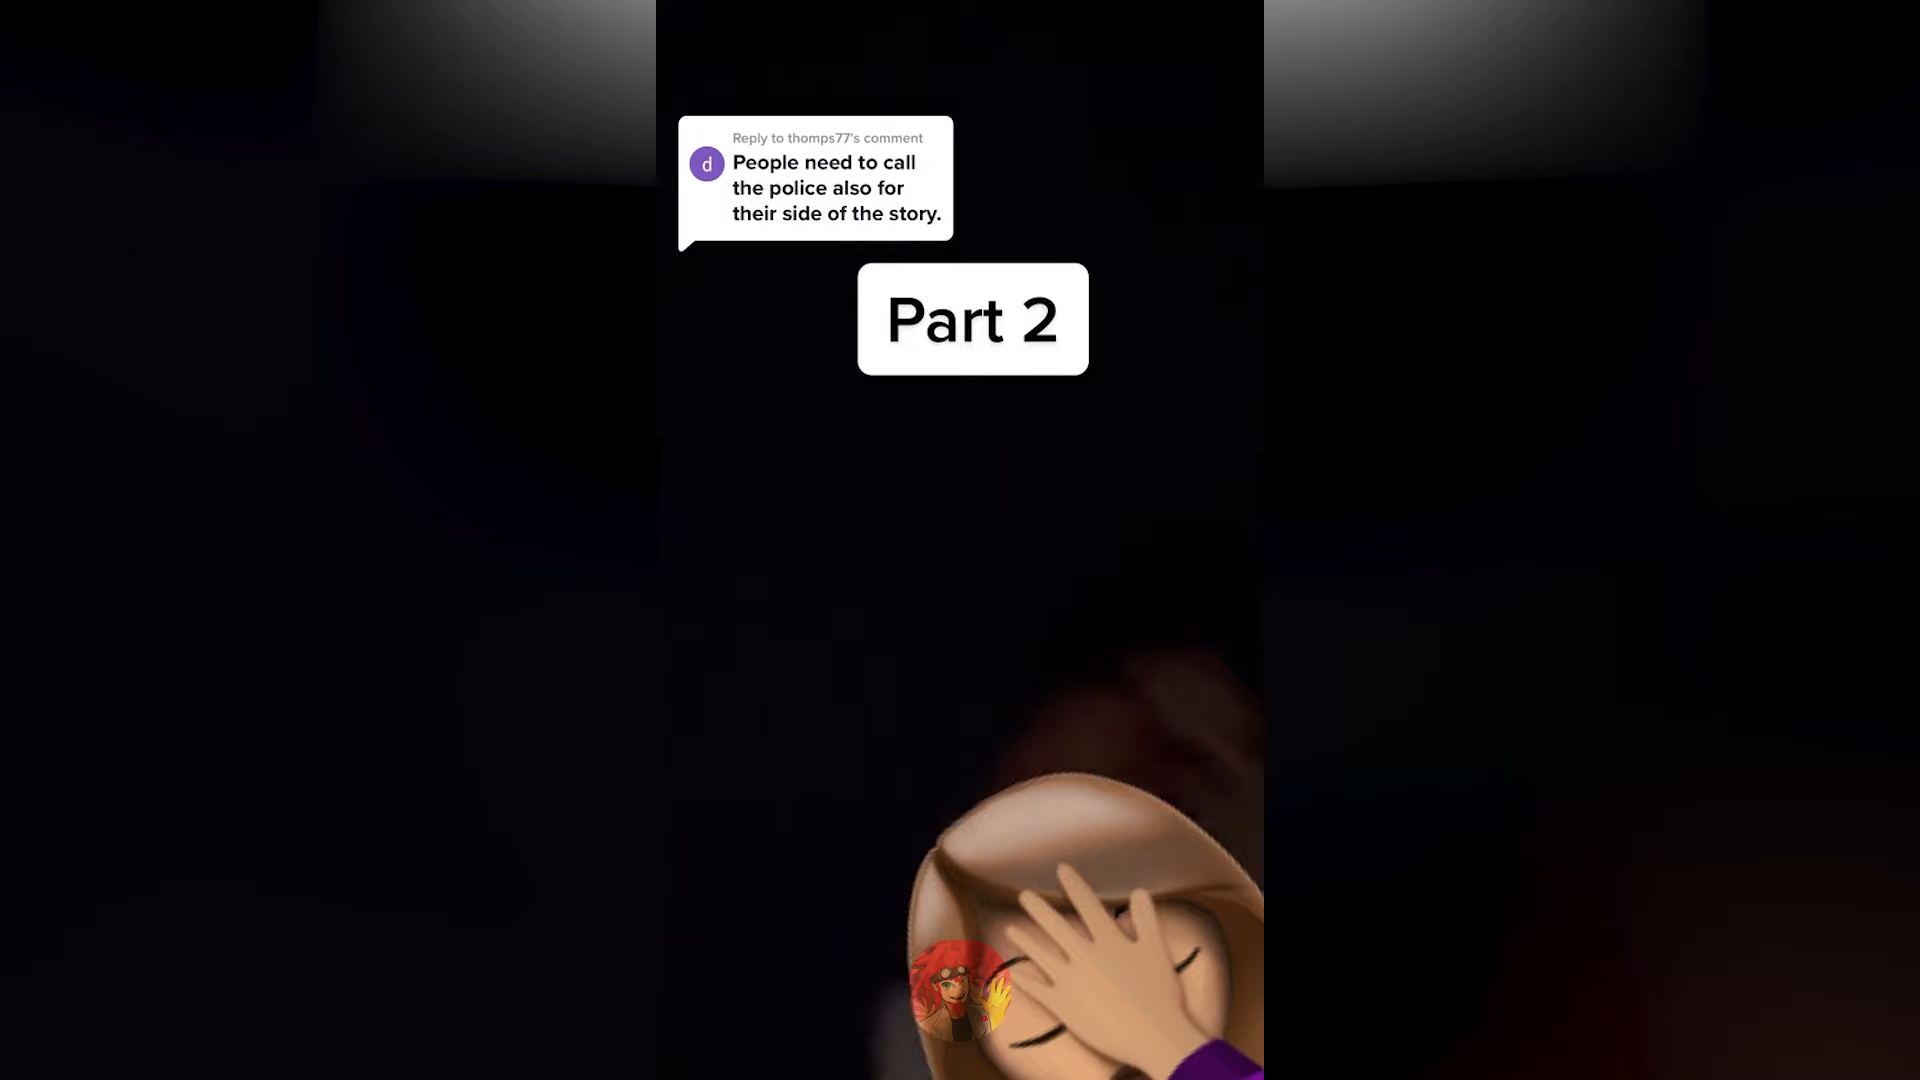 Reply to thomps77's comment
d
People need to call
the police also for
their side of the story.
Part 2